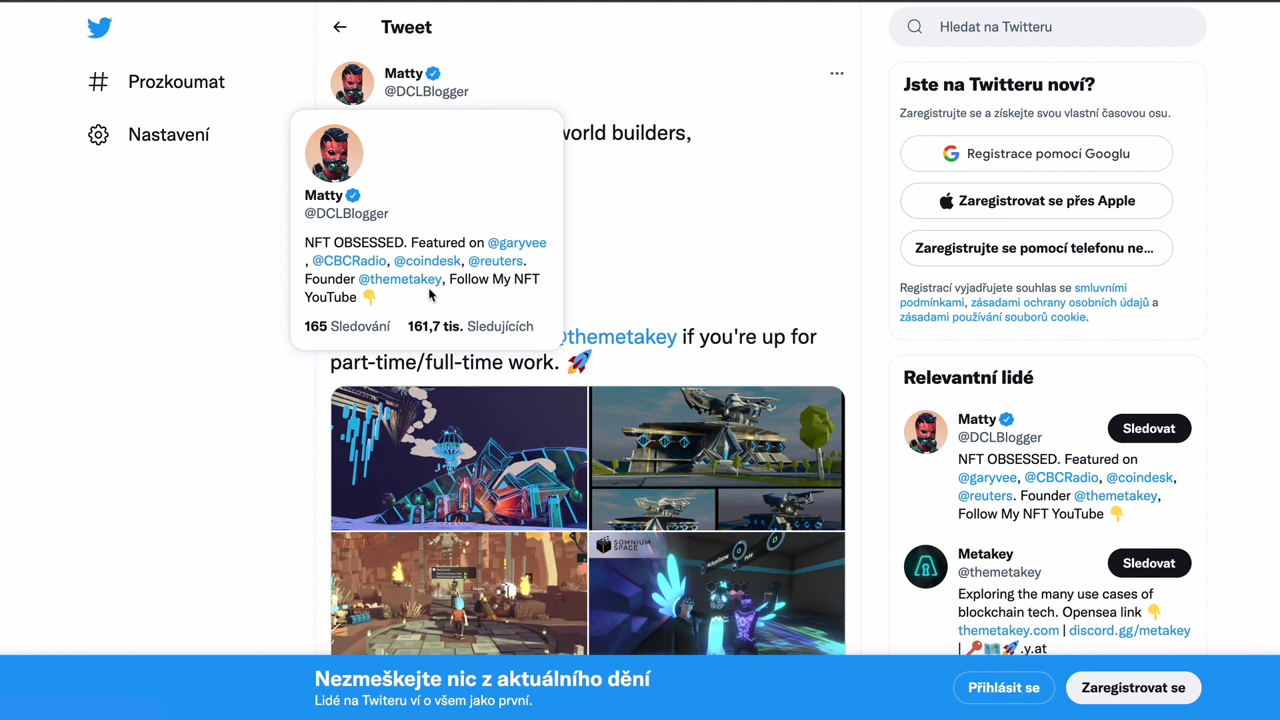 Prozkoumat
Nastavení
Tweet
Matty
@DCLBlogger
world builders,
Matty
@DCLBlogger
NFT OBSESSED. Featured on @garyvee
, @CBCRadio, @coindesk, @reuters.
Founder @themetakey, Follow My NFT
YouTube 👇
165 Sledování 161,7 tis. Sledujících
@themetakey if you're up for
part-time/full-time work. 🚀
SOMNIUM
SPACE
Hledat na Twitteru
Jste na Twitteru noví?
Zaregistrujte se a získejte svou vlastní časovou osu.
Registrace pomocí Googlu
Zaregistrovat se přes Apple
Zaregistrujte se pomocí telefonu ne...
Registrací vyjadřujete souhlas se smluvními
podmínkami, zásadami ochrany osobních údajů a
zásadami používání souborů cookie.
Relevantní lidé
Matty
@DCLBlogger
Sledovat
NFT OBSESSED. Featured on
@garyvee, @CBCRadio, @coindesk,
@reuters. Founder @themetakey,
Follow My NFT YouTube 👇
Metakey
@themetakey
Sledovat
Exploring the many use cases of
blockchain tech. Opensea link 👇
themetakey.com | discord.gg/metakey
| 🔑🗺️🚀.y.at
Nezmeškejte nic z aktuálního dění
Lidé na Twiteru ví o všem jako první.
Přihlásit se
Zaregistrovat se